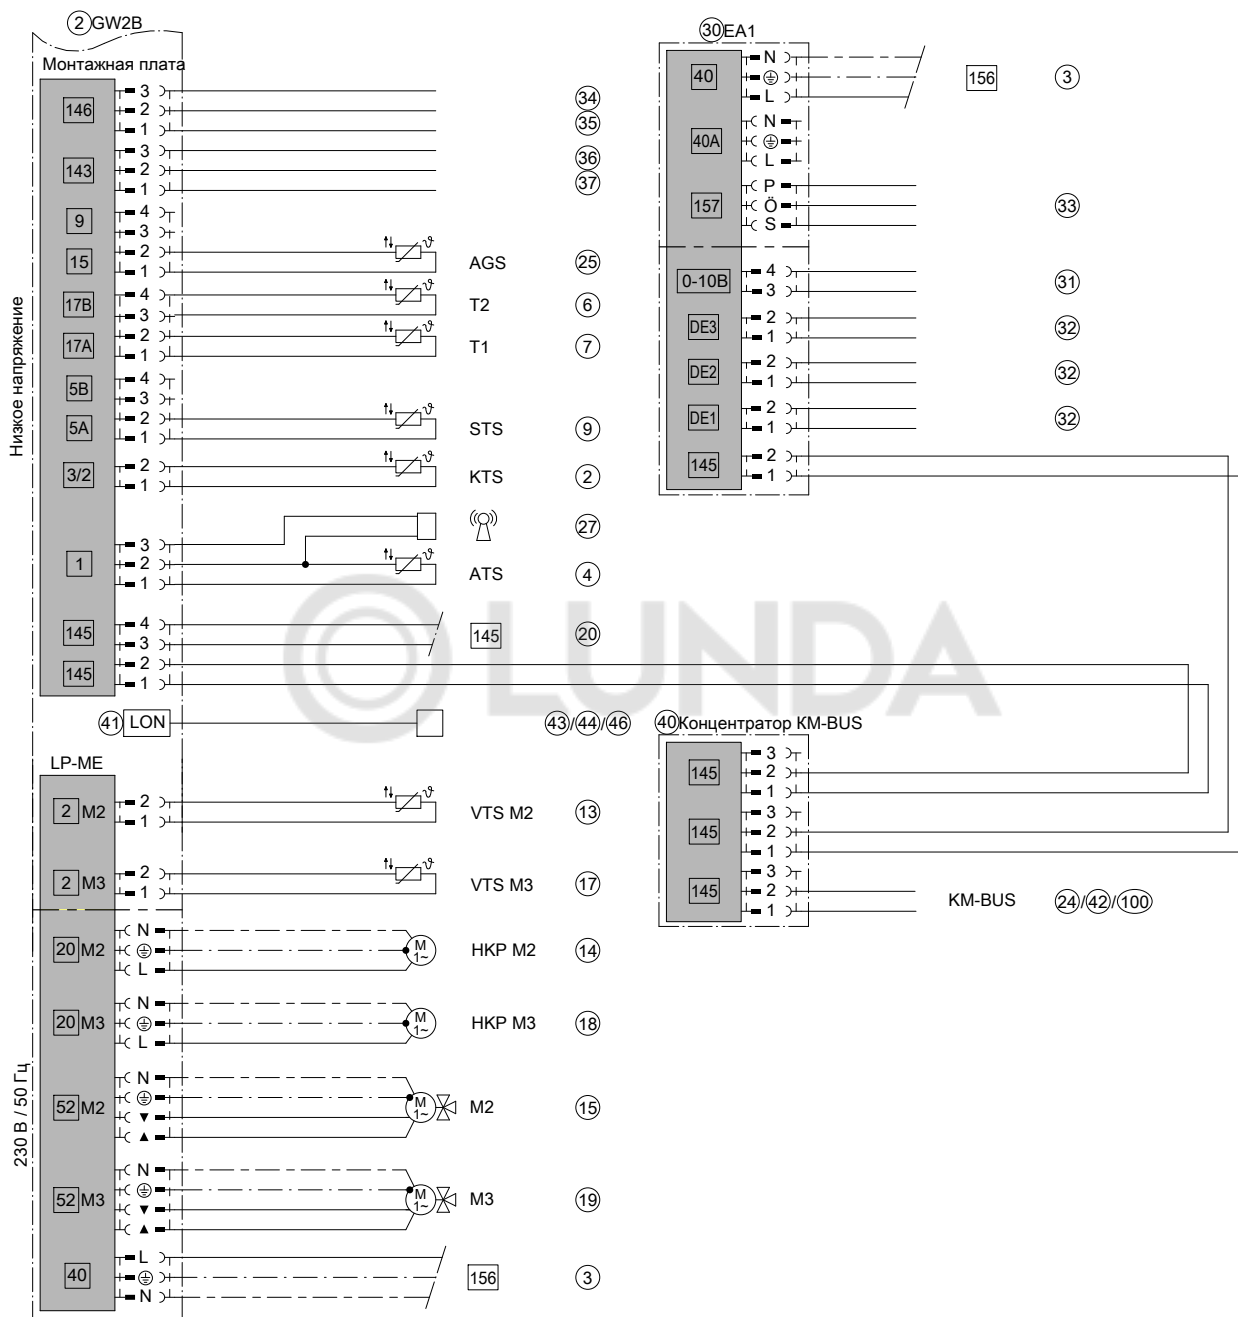 2 GW2B
Монтажная плата
Низкое напряжение
146
3
2
1
34
35
143
3
2
1
36
37
9
4
3
15
2
1
ϑ
AGS
25
17B
4
3
ϑ
T2
6
17A
2
1
ϑ
T1
7
5B
4
3
5A
2
1
ϑ
STS
9
3/2
2
1
ϑ
KTS
2
27
1
3
2
1
ϑ
ATS
4
145
4
3
145
20
145
2
1
41 LON
43/44/46
LP-ME
2 M2
2
1
ϑ
VTS M2
13
2 M3
2
1
ϑ
VTS M3
17
230 В / 50 Гц
20 M2
N
L
M
1~
HKP M2
14
20 M3
N
L
M
1~
HKP M3
18
52 M2
N
▼
▲
M
1~
M2
15
52 M3
N
▼
▲
M
1~
M3
19
40
L
N
156
3
30 EA1
40
N
L
156
3
40A
N
L
157
P
Ö
S
33
0-10В
4
3
31
DE3
2
1
32
DE2
2
1
32
DE1
2
1
32
145
2
1
LUNDA
40 Концентратор KM-BUS
145
3
2
1
145
3
2
1
145
3
2
1
KM-BUS
24/42/100